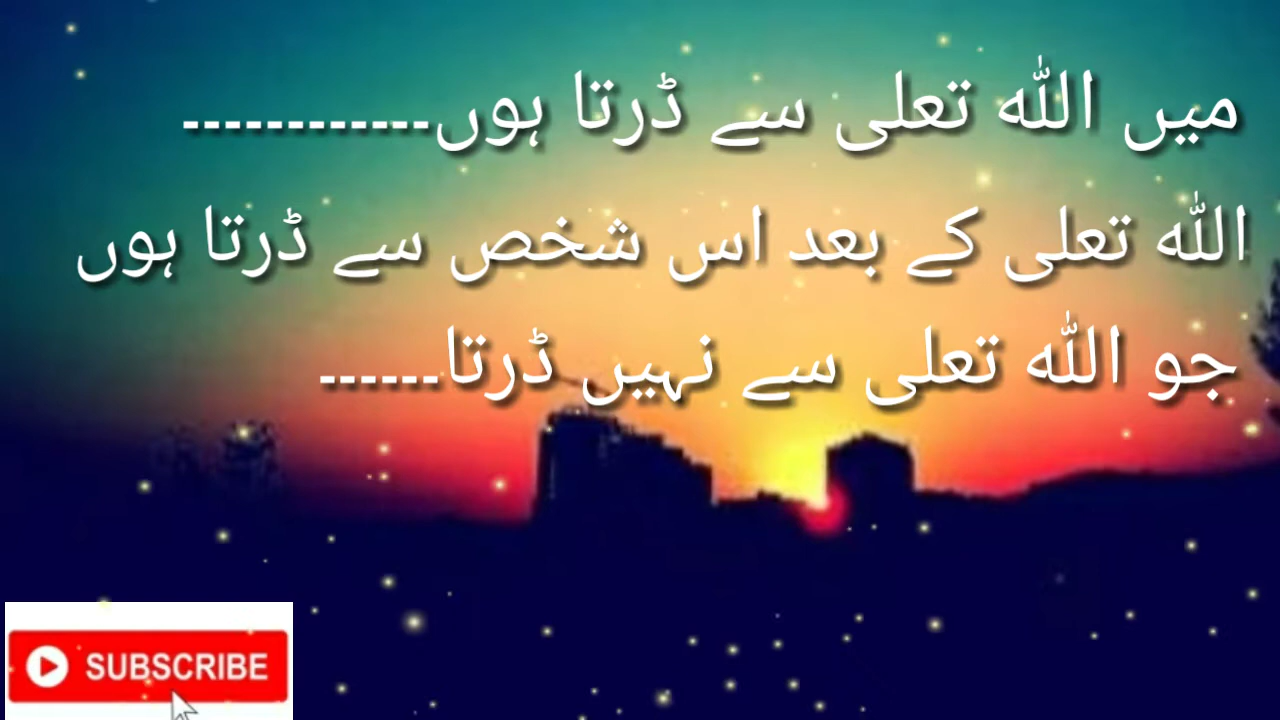 میں اللہ تعلی سے ڈرتا ہوں------------
اللہ تعلی کے بعد اس شخص سے ڈرتا ہوں
جو اللہ تعلی سے نہیں ڈرتا------
SUBSCRIBE